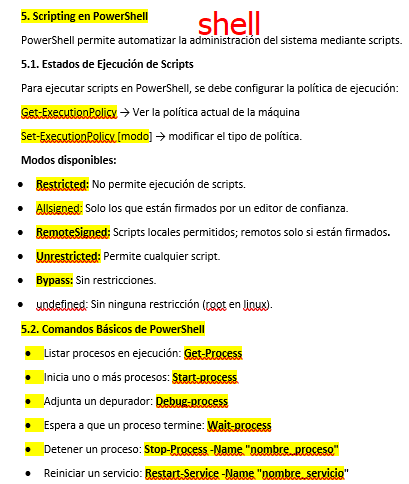 5. Scripting en PowerShell
shell
PowerShell permite automatizar la administración del sistema mediante scripts.
5.1. Estados de Ejecución de Scripts
Para ejecutar scripts en PowerShell, se debe configurar la política de ejecución:
Get-ExecutionPolicy → Ver la política actual de la máquina
Set-ExecutionPolicy [modo] → modificar el tipo de política.
Modos disponibles:
• Restricted: No permite ejecución de scripts.
• Allsigned: Solo los que están firmados por un editor de confianza.
• RemoteSigned: Scripts locales permitidos; remotos solo si están firmados.
• Unrestricted: Permite cualquier script.
• Bypass: Sin restricciones.
• undefined: Sin ninguna restricción (root en linux).
5.2. Comandos Básicos de PowerShell
• Listar procesos en ejecución: Get-Process
• Inicia uno o más procesos: Start-process
• Adjunta un depurador: Debug-process
• Espera a que un proceso termine: Wait-process
• Detener un proceso: Stop-Process -Name "nombre_proceso"
• Reiniciar un servicio: Restart-Service -Name "nombre_servicio"